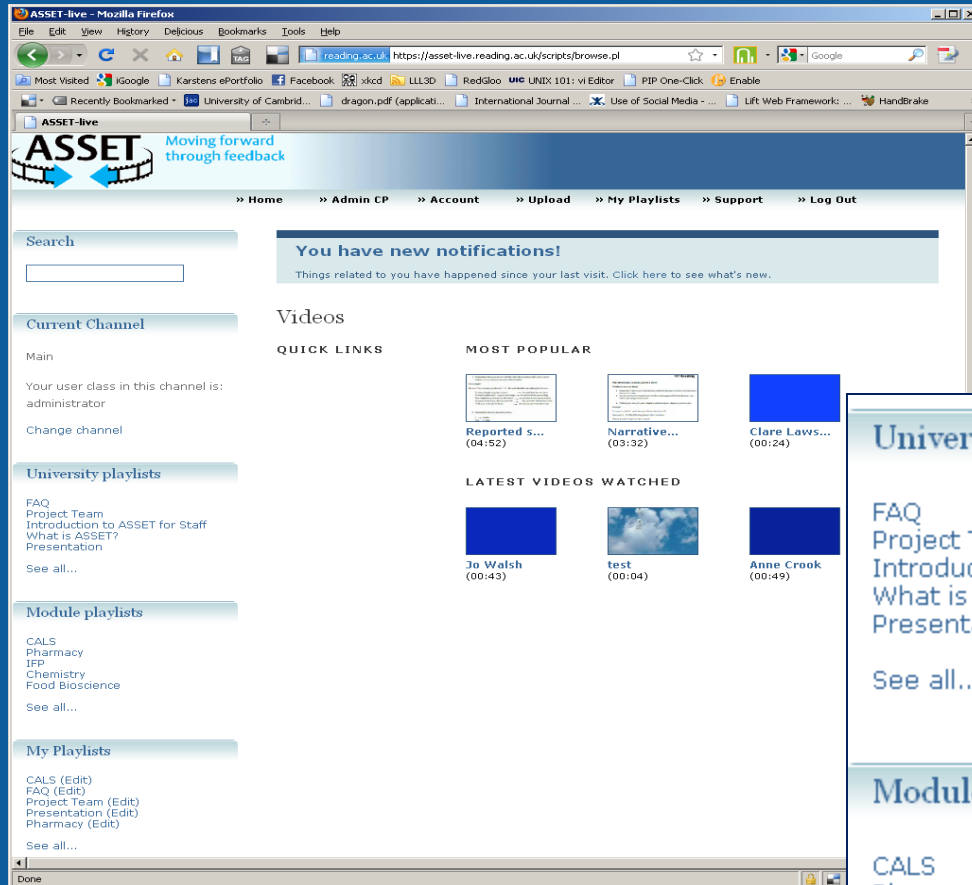 ASSET-live - Mozilla Firefox
File Edit View History Delicious Bookmarks Tools Help
TAG reading.ac.uk https://asset-live.reading.ac.uk/scripts/browse.pl Google
Most Visited iGoogle Karstens ePortfolio Facebook xkcd LLL3D RedGloo UIC UNIX 101: vi Editor PIP One-Click Enable
Recently Bookmarked University of Cambrid... dragon.pdf (applicati... International Journal ... Use of Social Media - ... Lift Web Framework: ... HandBrake
ASSET-live
ASSET
Moving forward
through feedback
» Home » Admin CP » Account » Upload » My Playlists » Support » Log Out
Search
You have new notifications!
Things related to you have happened since your last visit. Click here to see what's new.
Current Channel
Main
Your user class in this channel is:
administrator
Change channel
University playlists
FAQ
Project Team
Introduction to ASSET for Staff
What is ASSET?
Presentation
See all...
Module playlists
CALS
Pharmacy
IFP
Chemistry
Food Bioscience
See all...
My Playlists
CALS (Edit)
FAQ (Edit)
Project Team (Edit)
Presentation (Edit)
Pharmacy (Edit)
See all...
Videos
QUICK LINKS
MOST POPULAR
Reported s...
(04:52)
Narrative...
(03:32)
Clare Laws...
(00:24)
LATEST VIDEOS WATCHED
Jo Walsh
(00:43)
test
(00:04)
Anne Crook
(00:49)
Done
Univer
FAQ
Project
Introduc
What is
Present
See all..
Modul
CALS